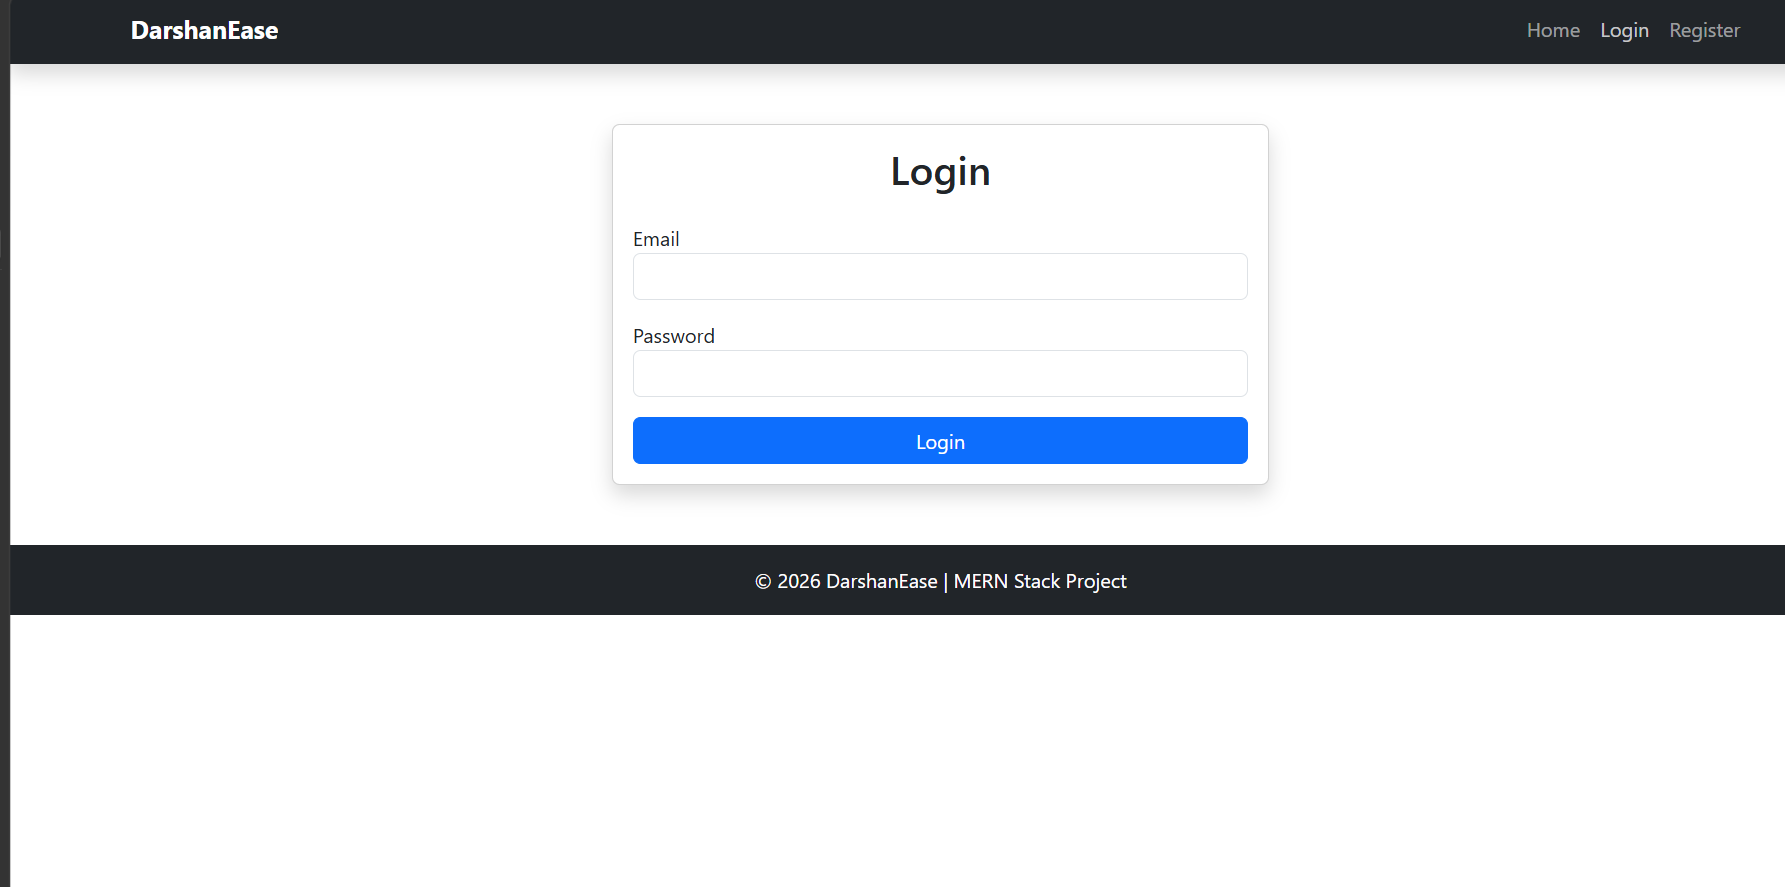 DarshanEase
Home Login Register
Login
Email
Password
Login
© 2026 DarshanEase | MERN Stack Project